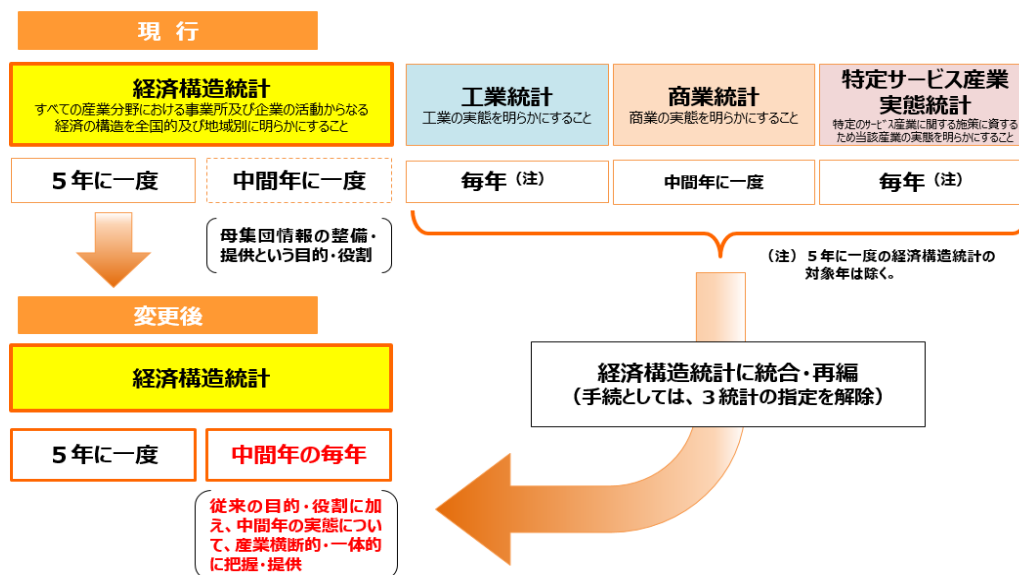 現 行
経済構造統計
すべての産業分野における事業所及び企業の活動からなる
経済の構造を全国的及び地域別に明らかにすること
工業統計
工業の実態を明らかにすること
商業統計
商業の実態を明らかにすること
特定サービス産業
実態統計
特定のサービス産業に関する施策に資する
ため当該産業の実態を明らかにすること
5年に一度
中間年に一度
毎年（注）
中間年に一度
毎年（注）
母集団情報の整備・
提供という目的・役割
（注）５年に一度の経済構造統計の
対象年は除く。
変更後
経済構造統計
経済構造統計に統合・再編
（手続としては、３統計の指定を解除）
5年に一度
中間年の毎年
従来の目的・役割に加
え、中間年の実態につい
て、産業横断的・一体的
に把握・提供